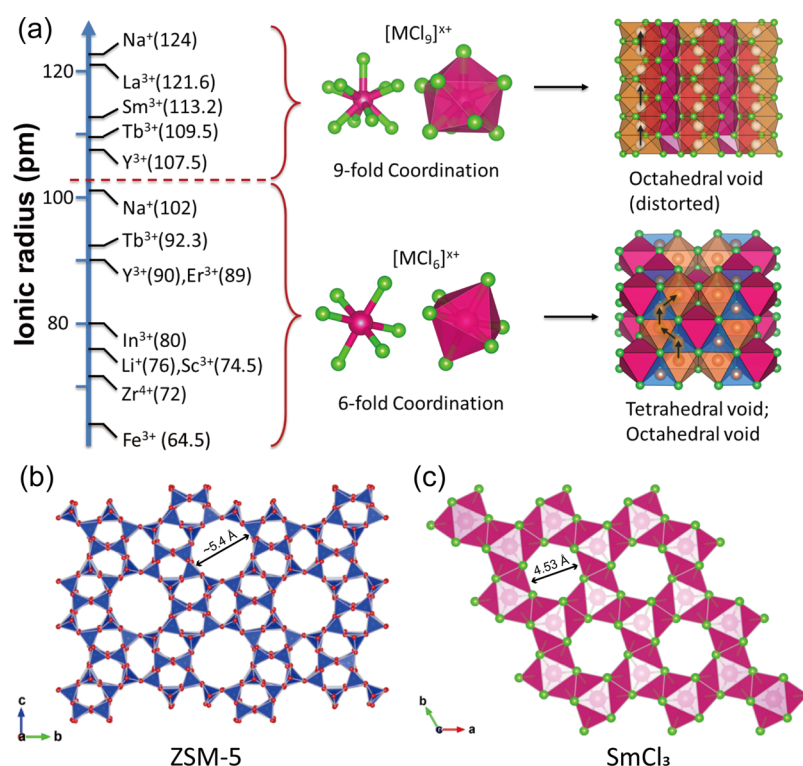 (a)
Ionic radius (pm)
120
100
80
Na⁺(124)
La³⁺(121.6)
Sm³⁺(113.2)
Tb³⁺(109.5)
Y³⁺(107.5)
Na⁺(102)
Tb³⁺(92.3)
Y³⁺(90),Er³⁺(89)
In³⁺(80)
Li⁺(76),Sc³⁺(74.5)
Zr⁴⁺(72)
Fe³⁺ (64.5)
[MCl₉]ˣ⁺
9-fold Coordination
Octahedral void
(distorted)
[MCl₆]ˣ⁺
6-fold Coordination
Tetrahedral void;
Octahedral void
(b)
~5.4 Å
c
a
b
ZSM-5
(c)
4.53 Å
b
c
a
SmCl₃